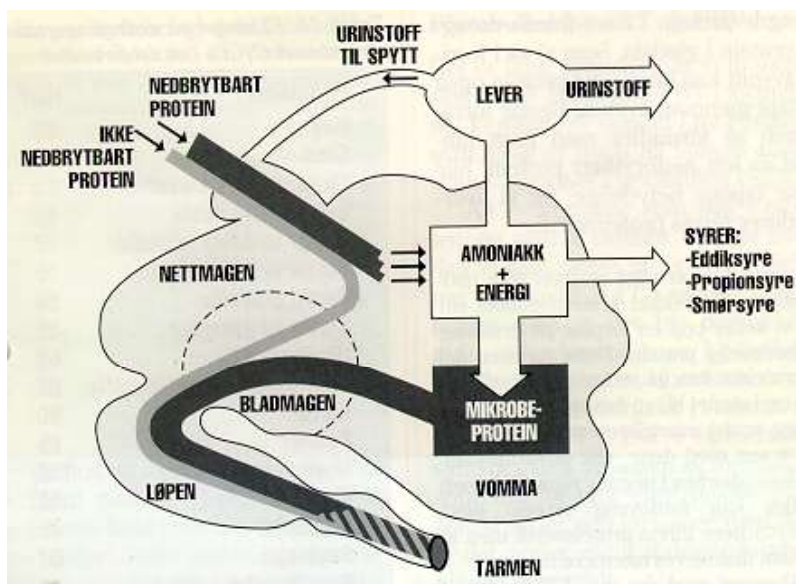 URINSTOFF
TIL SPYTT
NEDBRYTBART
PROTEIN
IKKE
NEDBRYTBART
PROTEIN
LEVER
URINSTOFF
NETTMAGEN
AMONIAKK
+
ENERGI
SYRER:
-Eddiksyre
-Propionsyre
-Smørsyre
BLADMAGEN
MIKROBE-
PROTEIN
LØPEN
VOMMA
TARMEN